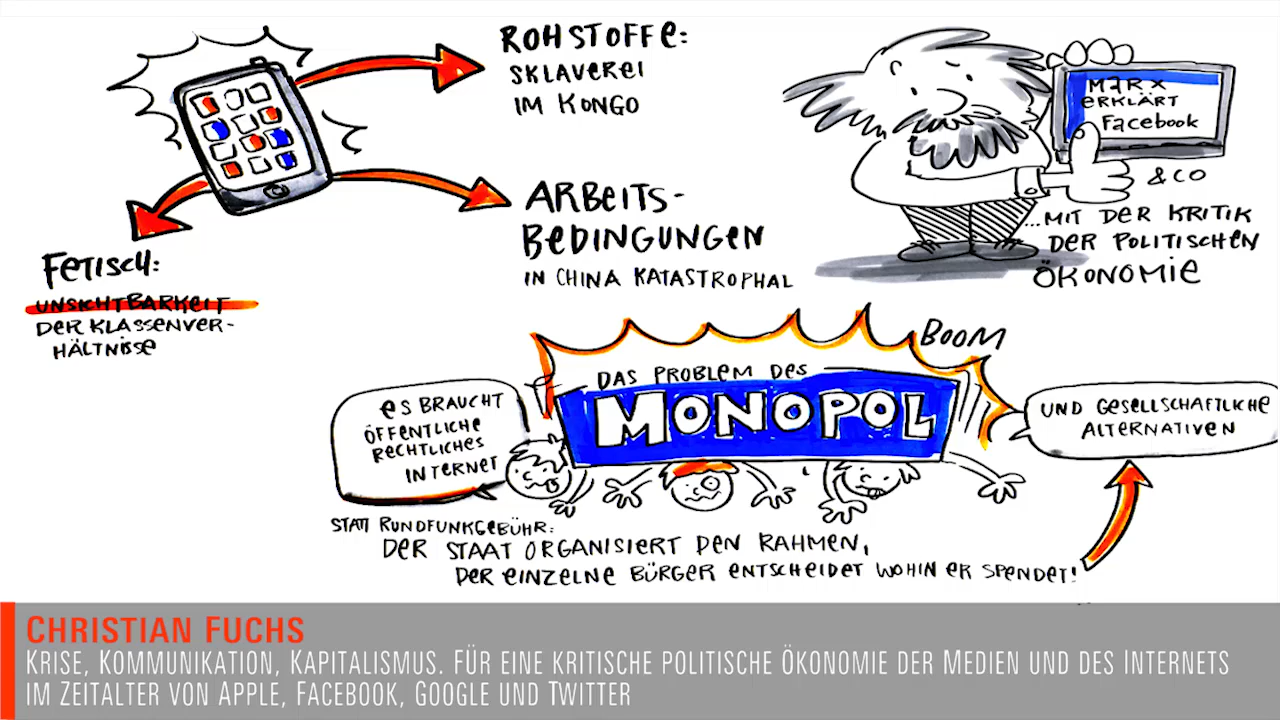 ROHSTOFFE:
SKLAVEREI
IM KONGO
ARBEITS-
BEDINGUNGEN
IN CHINA KATASTROPHAL
FETISCH:
UNSICHTBARKEIT
DER KLASSENVER-
HÄLTNISSE
MARX
ERKLÄRT
Facebook
& CO
...MIT DER KRITIK
DER POLITISCHEN
ÖKONOMIE
BOOM
DAS PROBLEM DES
MONOPOL
ES BRAUCHT
ÖFFENTLICHE
RECHTLICHES
INTERNET
UND GESELLSCHAFTLICHE
ALTERNATIVEN
STATT RUNDFUNKGEBÜHR:
DER STAAT ORGANISIERT DEN RAHMEN,
DER EINZELNE BÜRGER ENTSCHEIDET WOHIN ER SPENDET!
CHRISTIAN FUCHS
KRISE, KOMMUNIKATION, KAPITALISMUS. FÜR EINE KRITISCHE POLITISCHE ÖKONOMIE DER MEDIEN UND DES INTERNETS
IM ZEITALTER VON APPLE, FACEBOOK, GOOGLE UND TWITTER